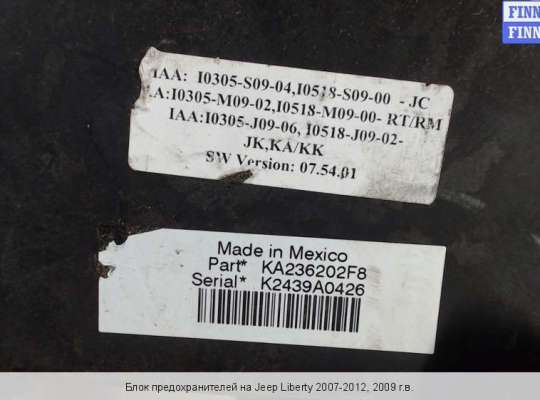 FINN
FINN
IAA: I0305-S09-04,I0518-S09-00 - JC
A:I0305-M09-02,I0518-M09-00- RT/RM
IAA:I0305-J09-06, I0518-J09-02-
JK,KA/KK
SW Version: 07.54.01
Made in Mexico
Part* KA236202F8
Serial* K2439A0426
Блок предохранителей на Jeep Liberty 2007-2012, 2009 г.в.